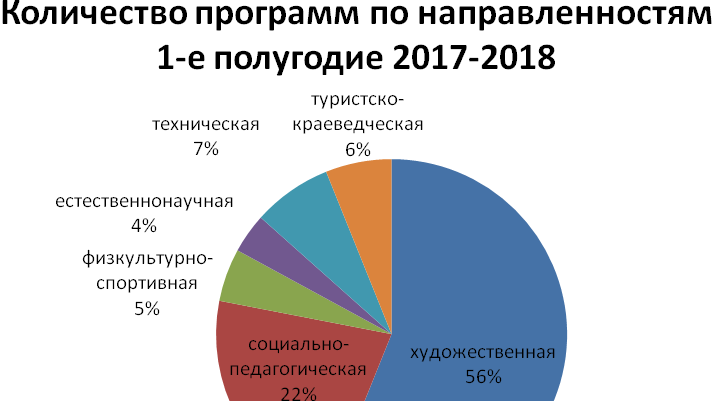 Количество программ по направленностям
1-е полугодие 2017-2018
туристско-
краеведческая
6%
техническая
7%
естественнонаучная
4%
физкультурно-
спортивная
5%
социально-
педагогическая
22%
художественная
56%